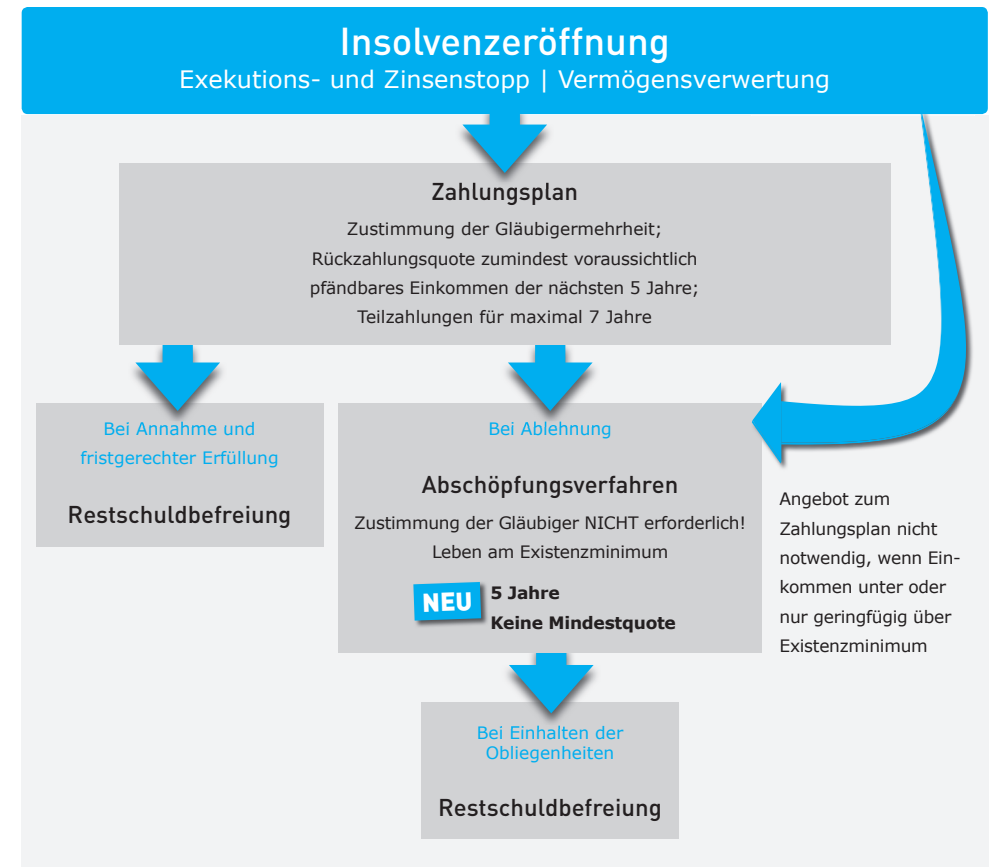 Insolvenzeröffnung
Exekutions- und Zinsenstopp | Vermögensverwertung
Zahlungsplan
Zustimmung der Gläubigermehrheit;
Rückzahlungsquote zumindest voraussichtlich
pfändbares Einkommen der nächsten 5 Jahre;
Teilzahlungen für maximal 7 Jahre
Bei Annahme und
fristgerechter Erfüllung
Restschuldbefreiung
Bei Ablehnung
Abschöpfungsverfahren
Zustimmung der Gläubiger NICHT erforderlich!
Leben am Existenzminimum
NEU
5 Jahre
Keine Mindestquote
Angebot zum
Zahlungsplan nicht
notwendig, wenn Ein-
kommen unter oder
nur geringfügig über
Existenzminimum
Bei Einhalten der
Obliegenheiten
Restschuldbefreiung